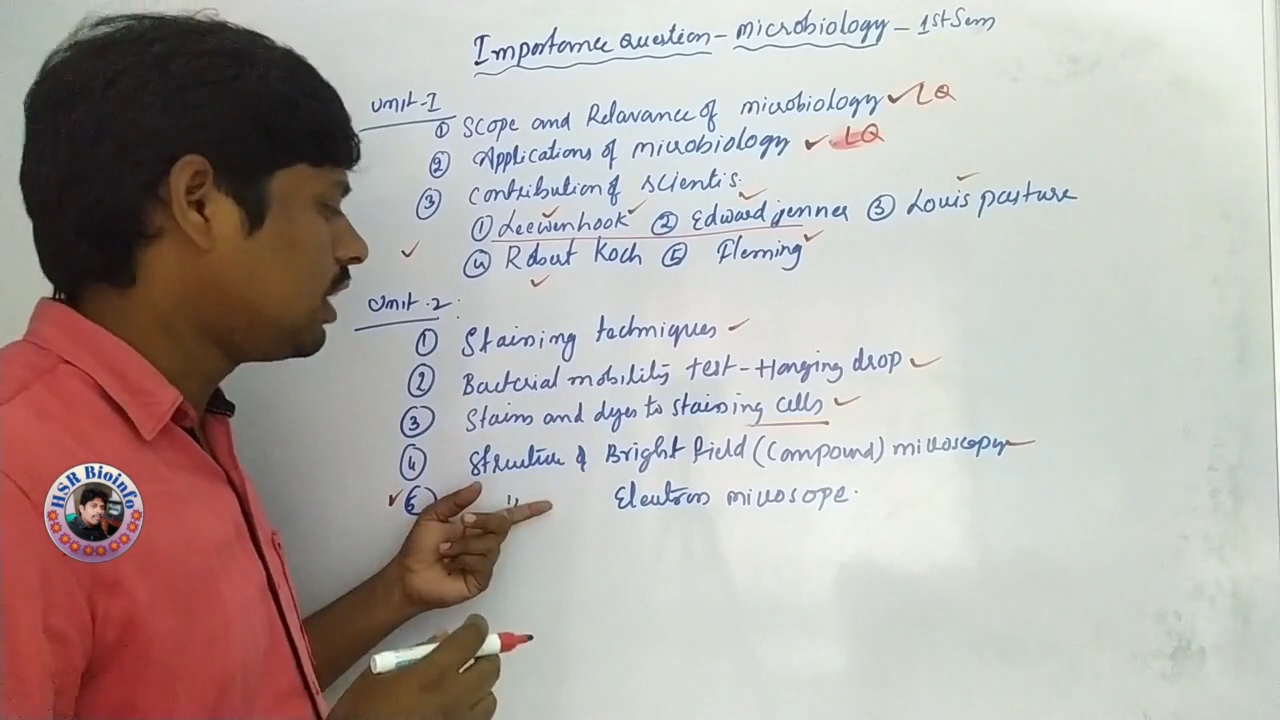 Importance Question - microbiology - 1st Sem
Unit-I
① Scope and Relavance of microbiology ✓ LQ
② Applications of microbiology ✓ LQ
③ Contribution of scientis.
① Leewenhook ② Edward jenner ③ Louis pasture
④ Robert Koch ⑤ Fleming
Unit-2:
① Staining techniques
② Bacterial mobility test - Hanging drop
③ Stains and dyes to staining cells
④ Structure of Bright field (Compound) microscopy
⑤ " Electron microsope.
HSR Bioinfo